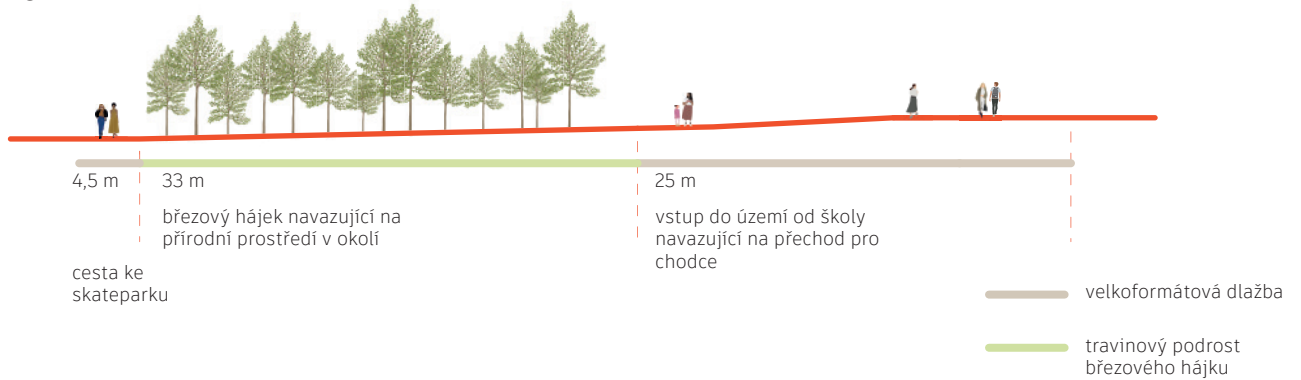 4,5 m
33 m
25 m
březový hájek navazující na
přírodní prostředí v okolí
vstup do území od školy
navazující na přechod pro
chodce
cesta ke
skateparku
velkoformátová dlažba
travinový podrost
březového hájku